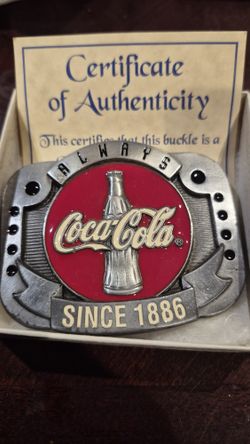 Certificate
of Authenticity
This certifies that this buckle is a
ALWAYS
Coca-Cola®
SINCE 1886